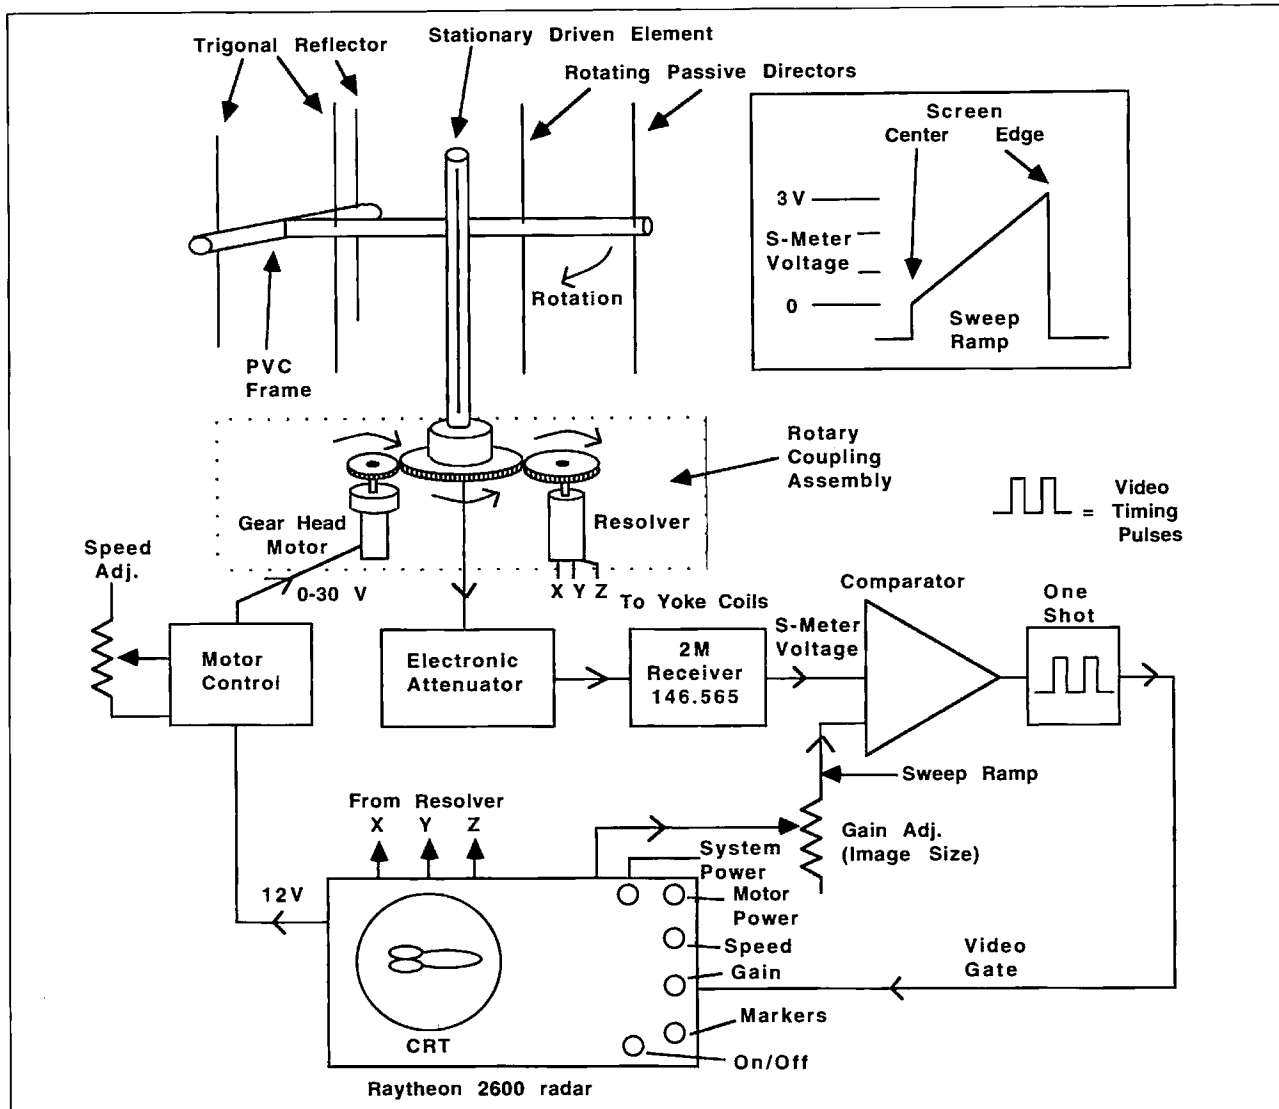 Trigonal Reflector
Stationary Driven Element
Rotating Passive Directors
Screen
Center Edge
3V
S-Meter
Voltage
0
Sweep
Ramp
Rotation
PVC
Frame
Rotary
Coupling
Assembly
Gear Head
Motor
Resolver
Video
Timing
Pulses
=
Speed
Adj.
0-30 V
X Y Z
To Yoke Coils
Comparator
One
Shot
Motor
Control
Electronic
Attenuator
2M
Receiver
146.565
S-Meter
Voltage
Sweep Ramp
From Resolver
X Y Z
Gain Adj.
(Image Size)
System
Power
12V
Motor
Power
Speed
Gain
Video
Gate
Markers
CRT
On/Off
Raytheon 2600 radar